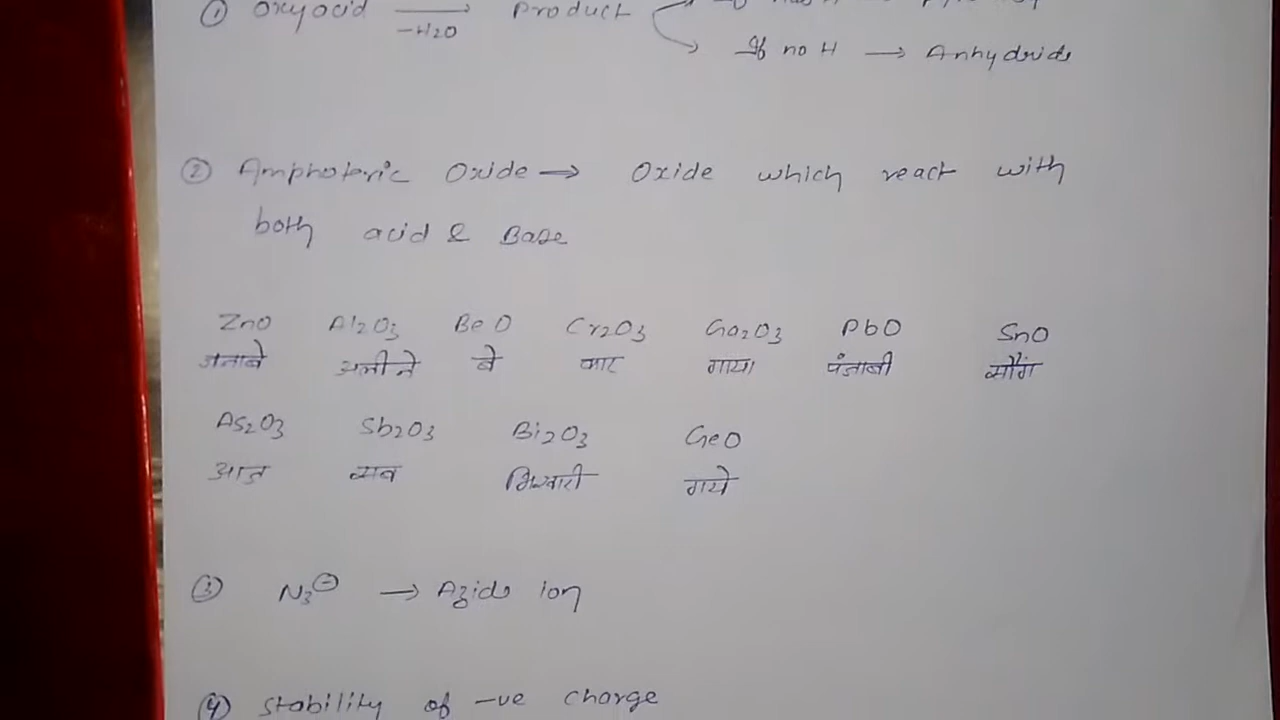 ① Oxyacid —-H2O→ Product
If no H → Anhydride
② Amphoteric Oxide → Oxide which react with
both acid & Base
ZnO Al2O3 BeO Cr2O3 Ga2O3 PbO SnO
जनाबे अली ने बे कार गाया पंजाबी सौंग
As2O3 Sb2O3 Bi2O3 GeO
आज सब भिखारी गये
③ N3⊖ → Azide ion
④ Stability of -ve charge